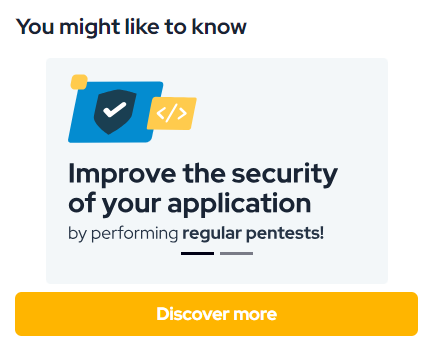 You might like to know
</>
Improve the security
of your application
by performing regular pentests!
Discover more